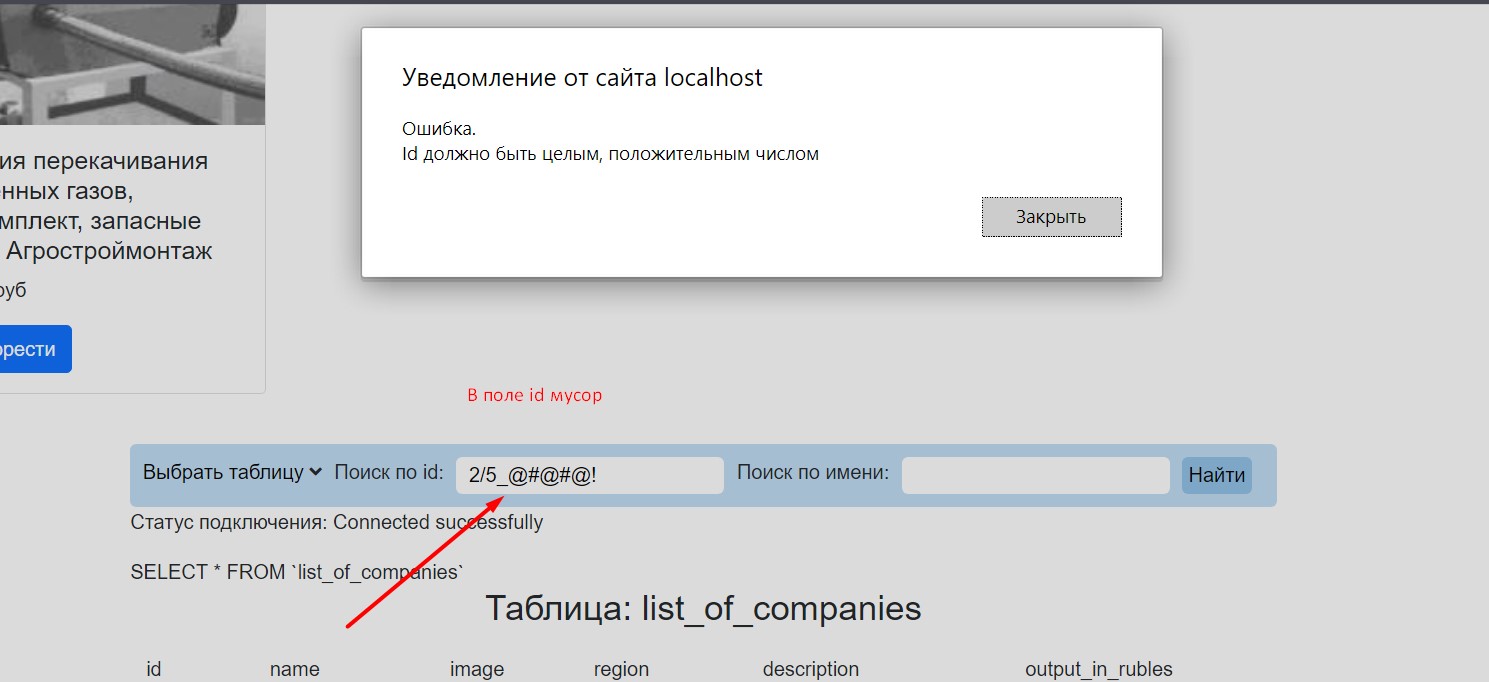 Уведомление от сайта localhost
Ошибка.
Id должно быть целым, положительным числом
Закрыть
ия перекачивания
нных газов,
мплект, запасные
Агростроймонтаж
руб
рести
В поле id мусор
Выбрать таблицу Поиск по id: 2/5_@#@#@! Поиск по имени: Найти
Статус подключения: Connected successfully
SELECT * FROM `list_of_companies`
Таблица: list_of_companies
id name image region description output_in_rubles